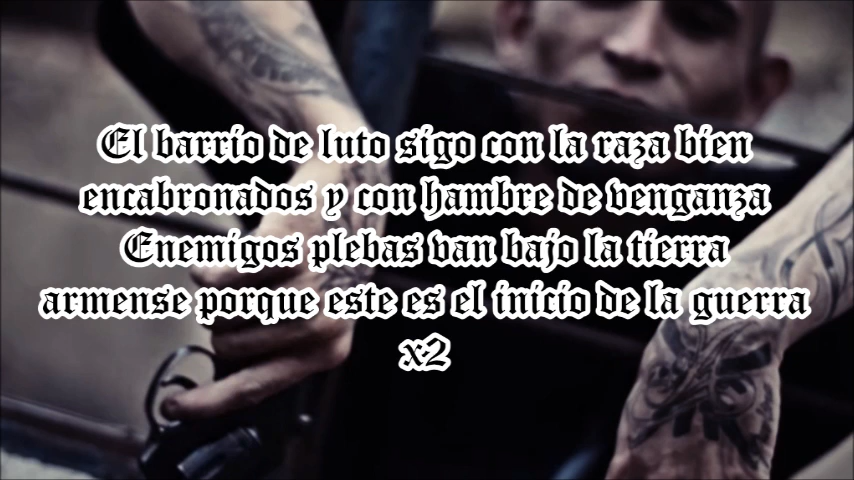 El barrio de luto sigo con la raza bien
encabronados y con hambre de venganza
Enemigos plebas van bajo la tierra
armense porque este es el inicio de la guerra
x2